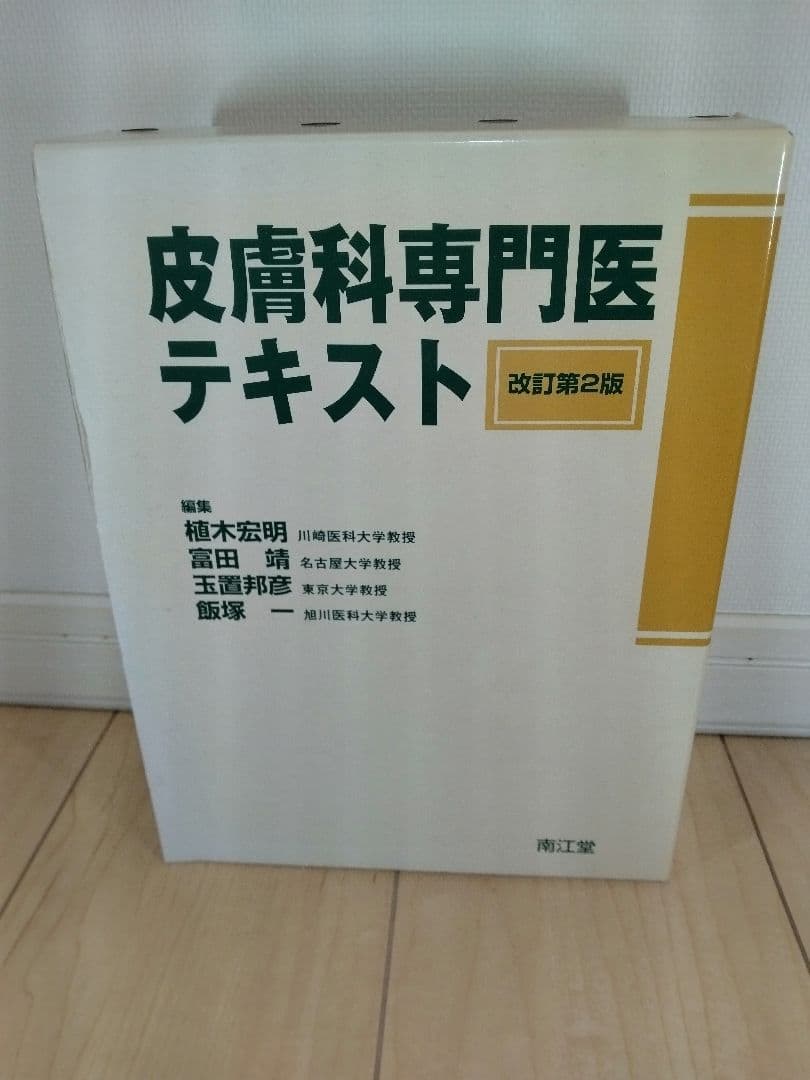 皮膚科専門医
テキスト 改訂第2版
編集
植木宏明 川崎医科大学教授
富田 靖 名古屋大学教授
玉置邦彦 東京大学教授
飯塚 一 旭川医科大学教授
南江堂